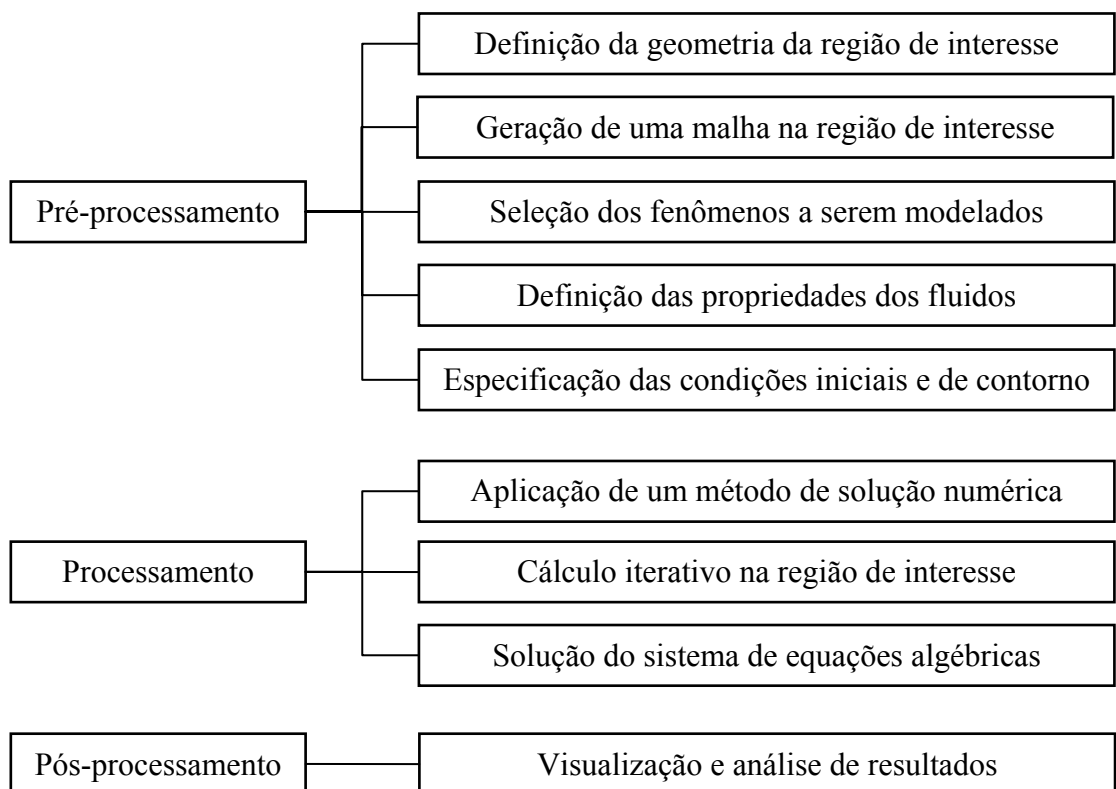 Definição da geometria da região de interesse
Geração de uma malha na região de interesse
Pré-processamento
Seleção dos fenômenos a serem modelados
Definição das propriedades dos fluidos
Especificação das condições iniciais e de contorno
Aplicação de um método de solução numérica
Processamento
Cálculo iterativo na região de interesse
Solução do sistema de equações algébricas
Pós-processamento
Visualização e análise de resultados